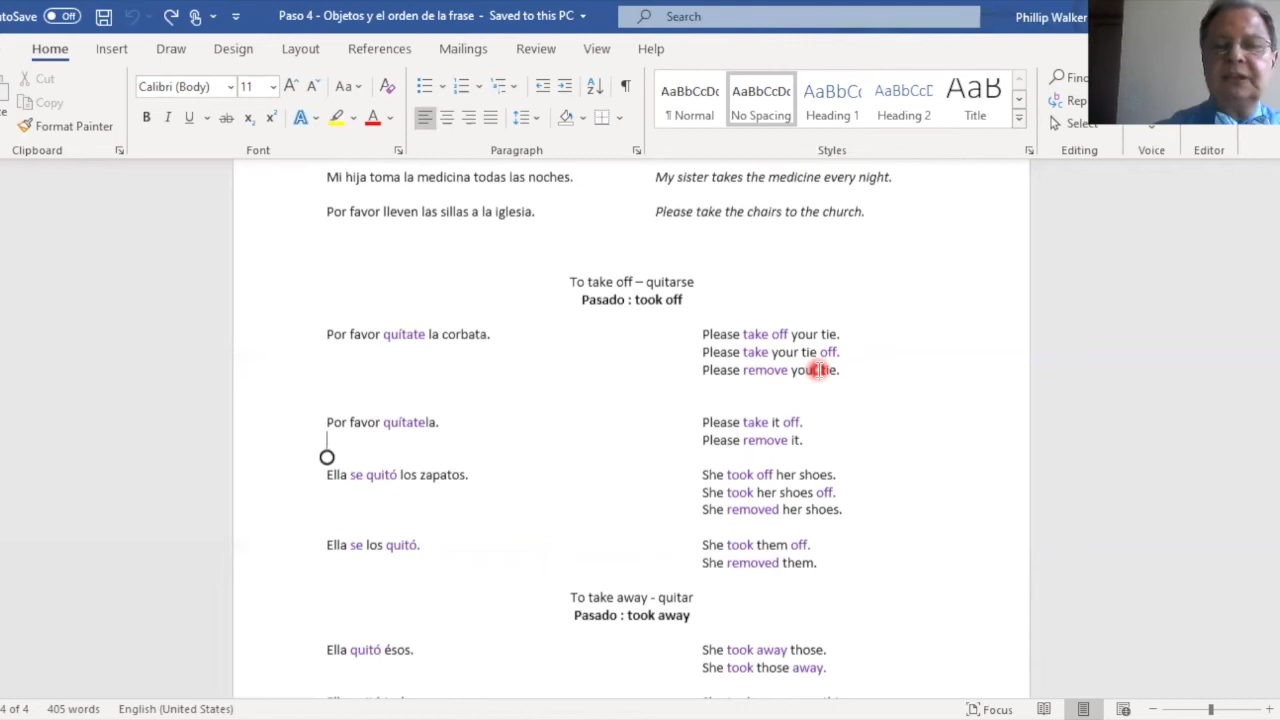 AutoSave Off Paso 4 - Objetos y el orden de la frase - Saved to this PC Search Phillip Walker
Home Insert Draw Design Layout References Mailings Review View Help
Cut
Copy
Format Painter
Calibri (Body) 11
¶ Normal No Spacing Heading 1 Heading 2 Title
AaBbCcDc AaBbCcDc AaBbCc AaBbCcD AaB
Select
Clipboard Font Paragraph Styles Editing Voice Editor
Mi hija toma la medicina todas las noches. My sister takes the medicine every night.
Por favor lleven las sillas a la iglesia. Please take the chairs to the church.
To take off – quitarse
Pasado : took off
Por favor quítate la corbata. Please take off your tie.
Please take your tie off.
Please remove your tie.
Por favor quítatela. Please take it off.
Please remove it.
Ella se quitó los zapatos. She took off her shoes.
She took her shoes off.
She removed her shoes.
Ella se los quitó. She took them off.
She removed them.
To take away - quitar
Pasado : took away
Ella quitó ésos. She took away those.
She took those away.
4 of 4 405 words English (United States) Focus